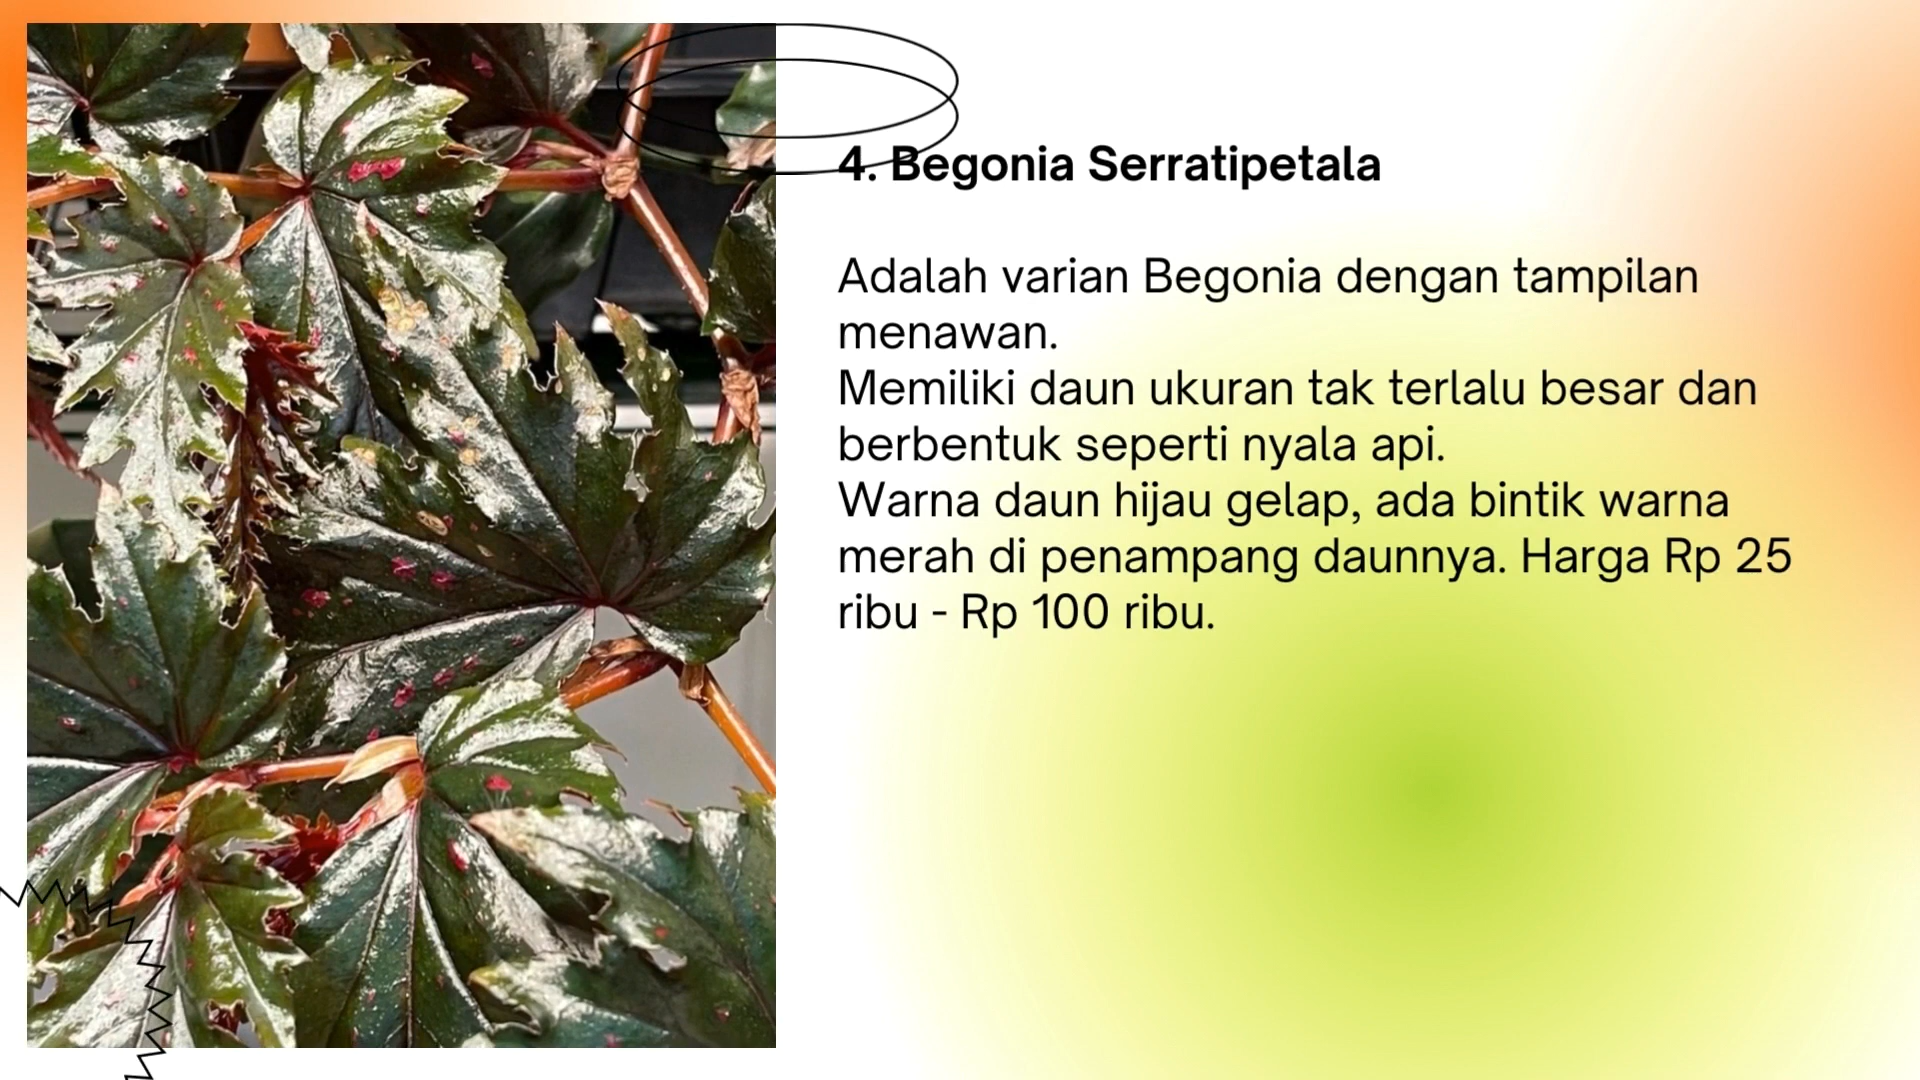 4. Begonia Serratipetala
Adalah varian Begonia dengan tampilan
menawan.
Memiliki daun ukuran tak terlalu besar dan
berbentuk seperti nyala api.
Warna daun hijau gelap, ada bintik warna
merah di penampang daunnya. Harga Rp 25
ribu - Rp 100 ribu.